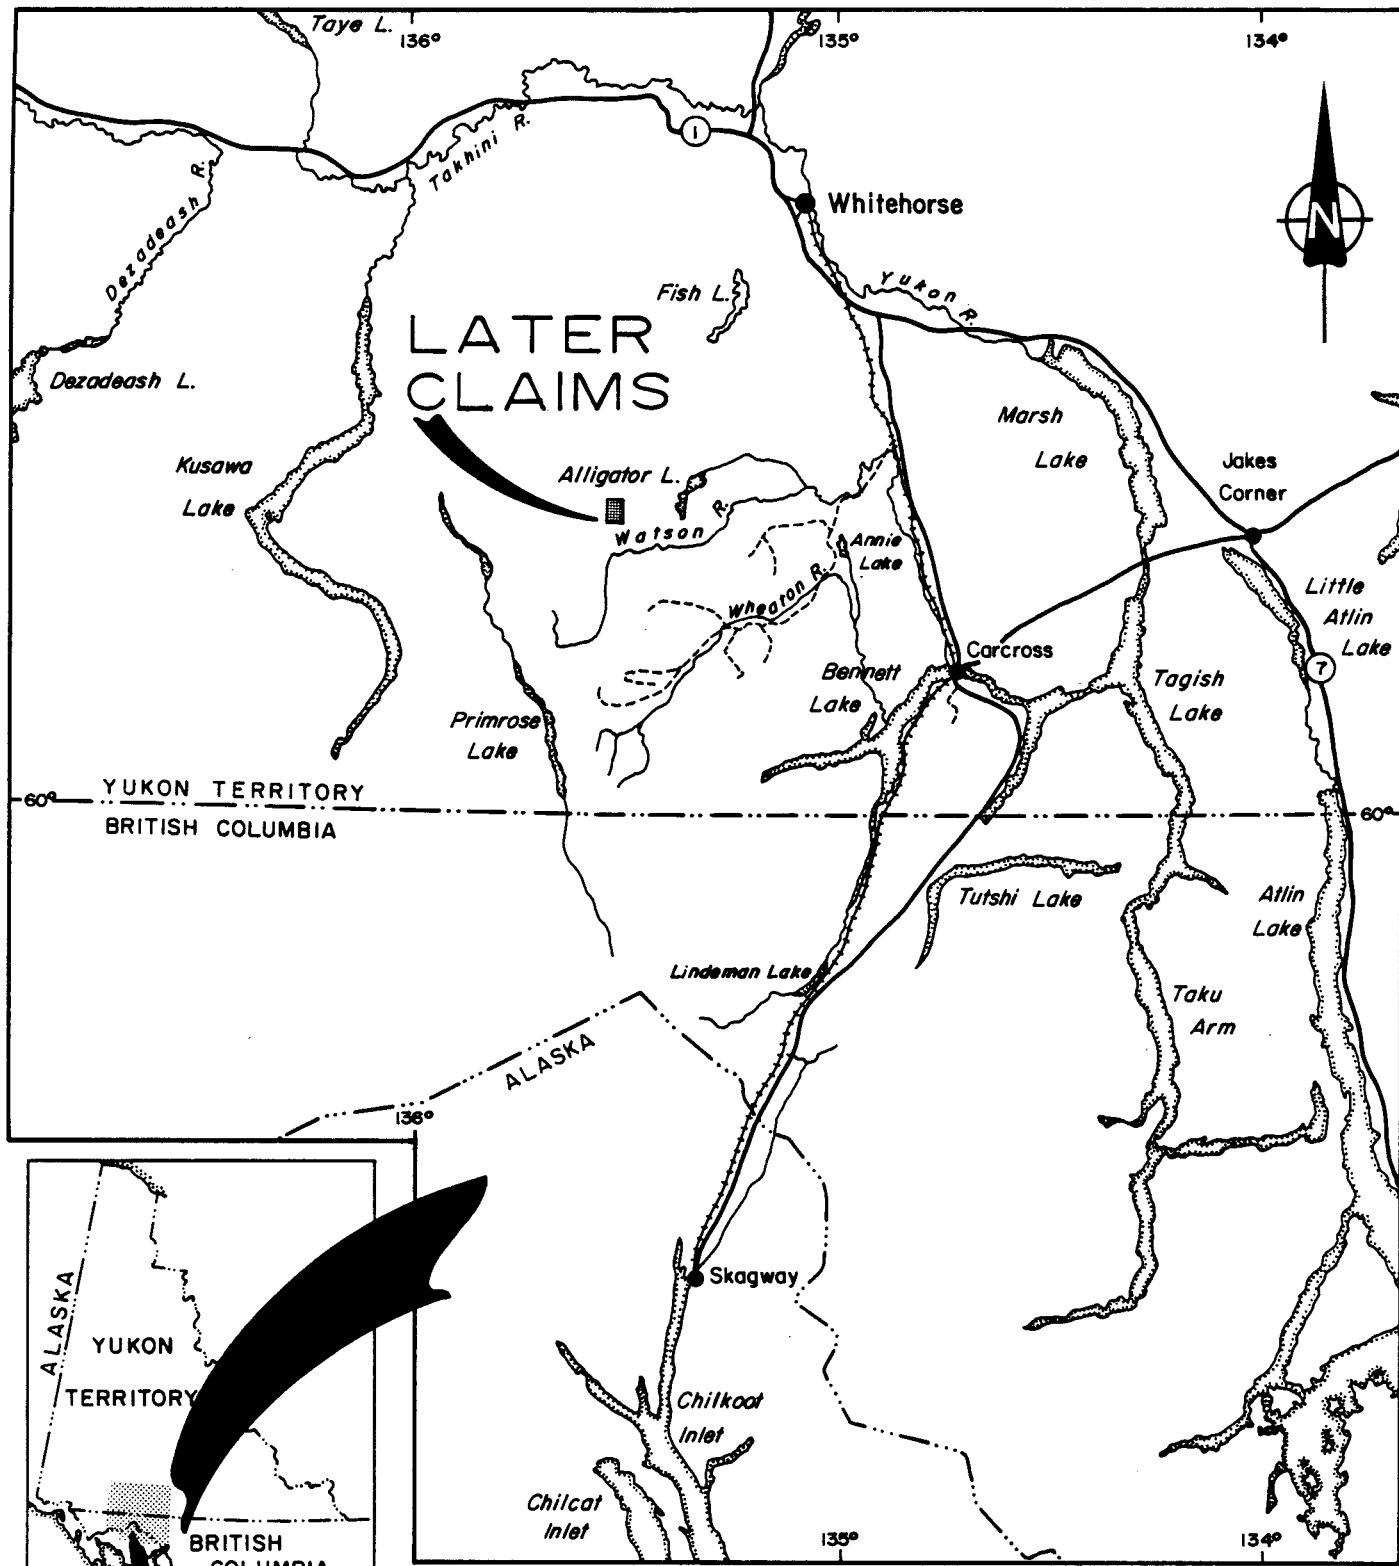 Taye L.
136°
135°
134°
Takhini R.
1
Dezadeash R.
Whitehorse
N
Yukon R.
Fish L.
LATER
CLAIMS
Dezadeash L.
Marsh
Lake
Kusawa
Lake
Alligator L.
Jakes
Corner
Watson R.
Annie
Lake
Little
Atlin
Lake
Wheaton R.
7
Carcross
Bennett
Lake
Tagish
Lake
Primrose
Lake
60°
YUKON TERRITORY
BRITISH COLUMBIA
60°
Tutshi Lake
Atlin
Lake
Lindeman Lake
Taku
Arm
ALASKA
136°
Skagway
ALASKA
YUKON
TERRITORY
Chilkoot
Inlet
Chilcat
Inlet
BRITISH
COLUMBIA
135°
134°